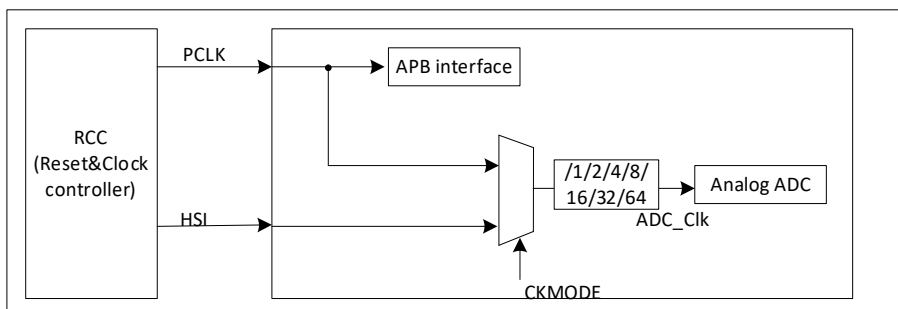 PCLK
APB interface
RCC
(Reset&Clock
controller)
/1/2/4/8/
16/32/64
Analog ADC
HSI
ADC_Clk
CKMODE